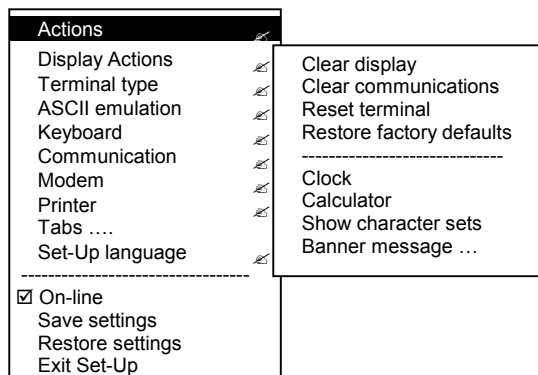 Actions
Display Actions
Terminal type
ASCII emulation
Keyboard
Communication
Modem
Printer
Tabs ….
Set-Up language
-----------------------------------
☑ On-line
Save settings
Restore settings
Exit Set-Up
Clear display
Clear communications
Reset terminal
Restore factory defaults
-------------------------------
Clock
Calculator
Show character sets
Banner message …